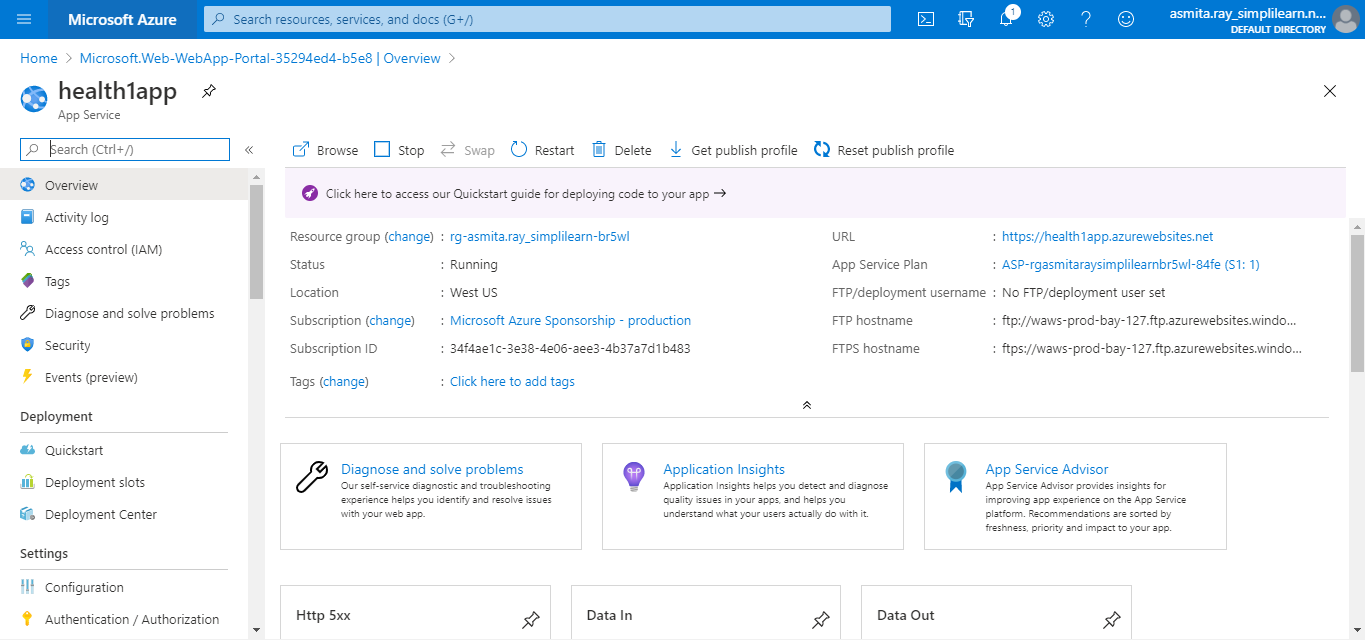 Microsoft Azure
Search resources, services, and docs (G+/)
1
asmita.ray_simplilearn.n...
DEFAULT DIRECTORY
Home > Microsoft.Web-WebApp-Portal-35294ed4-b5e8 | Overview >
health1app
App Service
Search (Ctrl+/)
Overview
Activity log
Access control (IAM)
Tags
Diagnose and solve problems
Security
Events (preview)
Deployment
Quickstart
Deployment slots
Deployment Center
Settings
Configuration
Authentication / Authorization
Browse Stop Swap Restart Delete Get publish profile Reset publish profile
Click here to access our Quickstart guide for deploying code to your app →
Resource group (change) : rg-asmita.ray_simplilearn-br5wl
Status : Running
Location : West US
Subscription (change) : Microsoft Azure Sponsorship - production
Subscription ID : 34f4ae1c-3e38-4e06-aee3-4b37a7d1b483
Tags (change) : Click here to add tags
URL : https://health1app.azurewebsites.net
App Service Plan : ASP-rgasmitaraysimplilearnbr5wl-84fe (S1: 1)
FTP/deployment username : No FTP/deployment user set
FTP hostname : ftp://waws-prod-bay-127.ftp.azurewebsites.windo...
FTPS hostname : ftps://waws-prod-bay-127.ftp.azurewebsites.windo...
Diagnose and solve problems
Our self-service diagnostic and troubleshooting
experience helps you identify and resolve issues
with your web app.
Application Insights
Application Insights helps you detect and diagnose
quality issues in your apps, and helps you
understand what your users actually do with it.
App Service Advisor
App Service Advisor provides insights for
improving app experience on the App Service
platform. Recommendations are sorted by
freshness, priority and impact to your app.
Http 5xx
Data In
Data Out